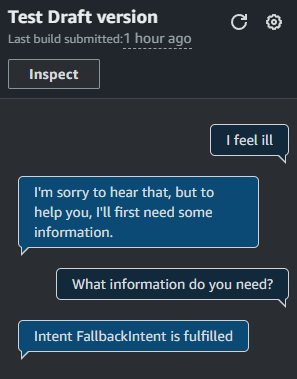 Test Draft version
Last build submitted:1 hour ago
Inspect
I feel ill
I'm sorry to hear that, but to
help you, I'll first need some
information.
What information do you need?
Intent FallbackIntent is fulfilled